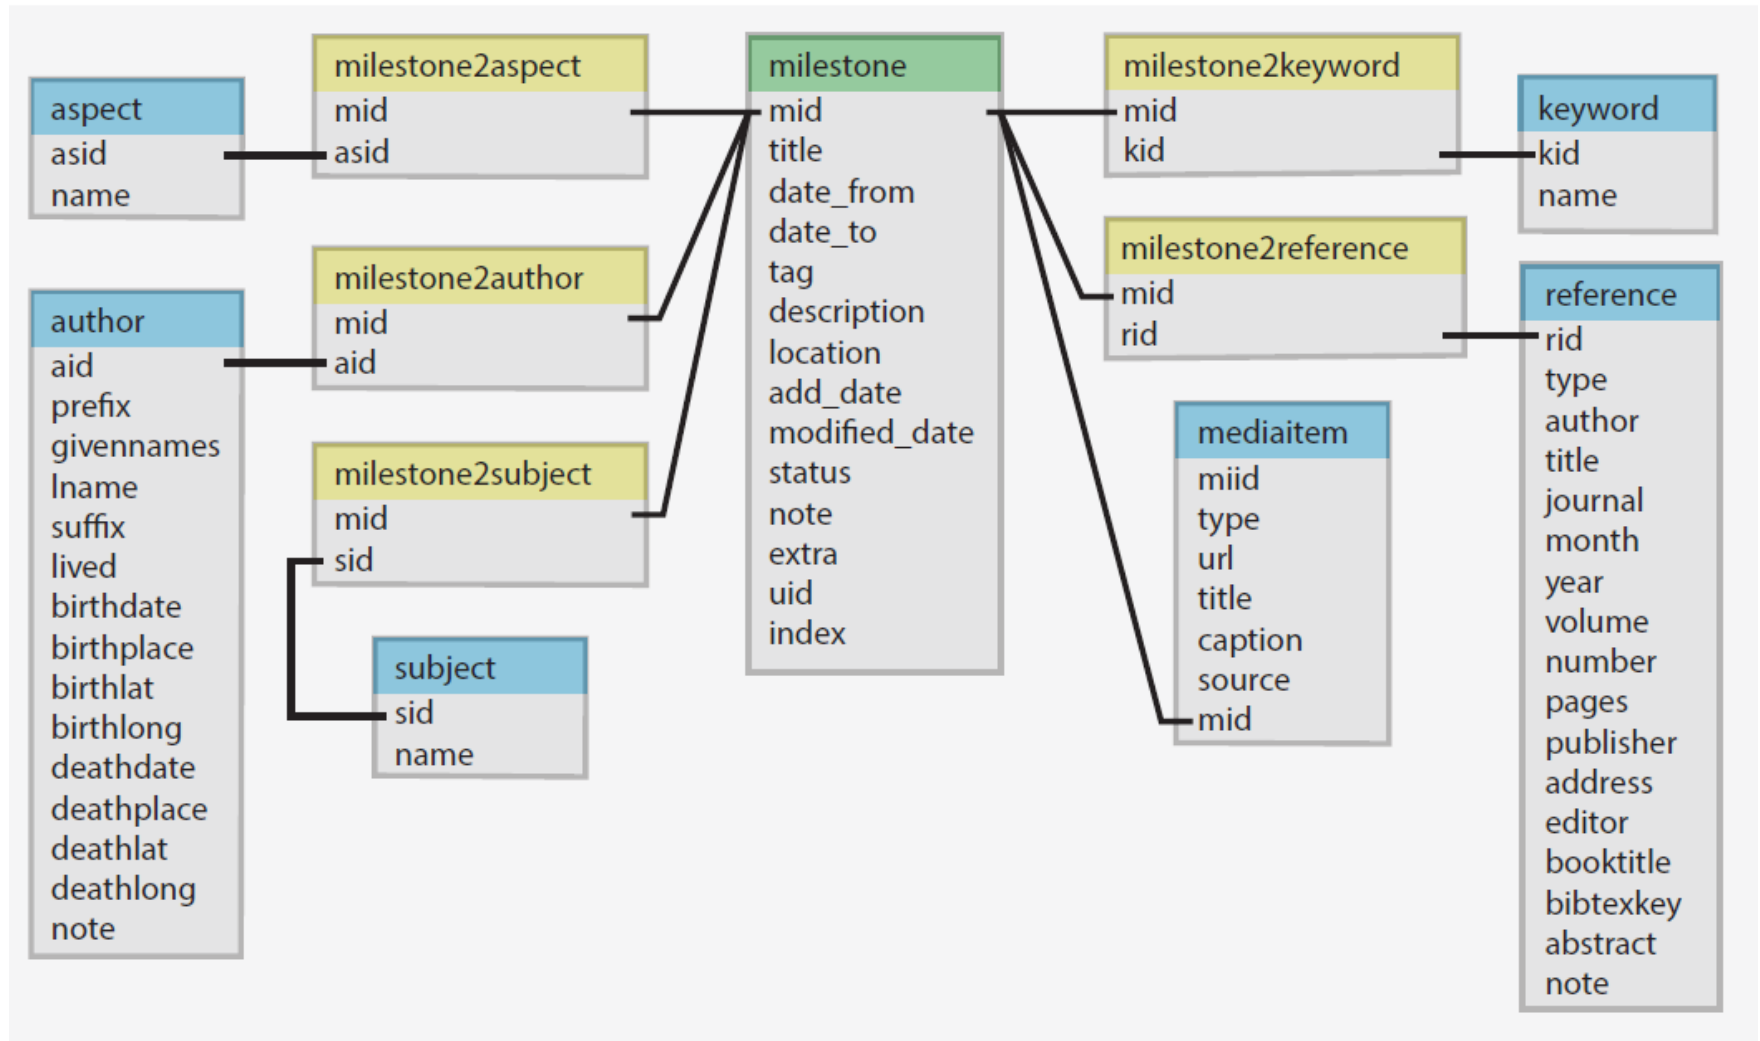 aspect
asid
name
author
aid
prefix
givennames
lname
suffix
lived
birthdate
birthplace
birthlat
birthlong
deathdate
deathplace
deathlat
deathlong
note
milestone2aspect
mid
asid
milestone2author
mid
aid
milestone2subject
mid
sid
subject
sid
name
milestone
mid
title
date_from
date_to
tag
description
location
add_date
modified_date
status
note
extra
uid
index
milestone2keyword
mid
kid
milestone2reference
mid
rid
mediaitem
miid
type
url
title
caption
source
mid
keyword
kid
name
reference
rid
type
author
title
journal
month
year
volume
number
pages
publisher
address
editor
booktitle
bibtexkey
abstract
note